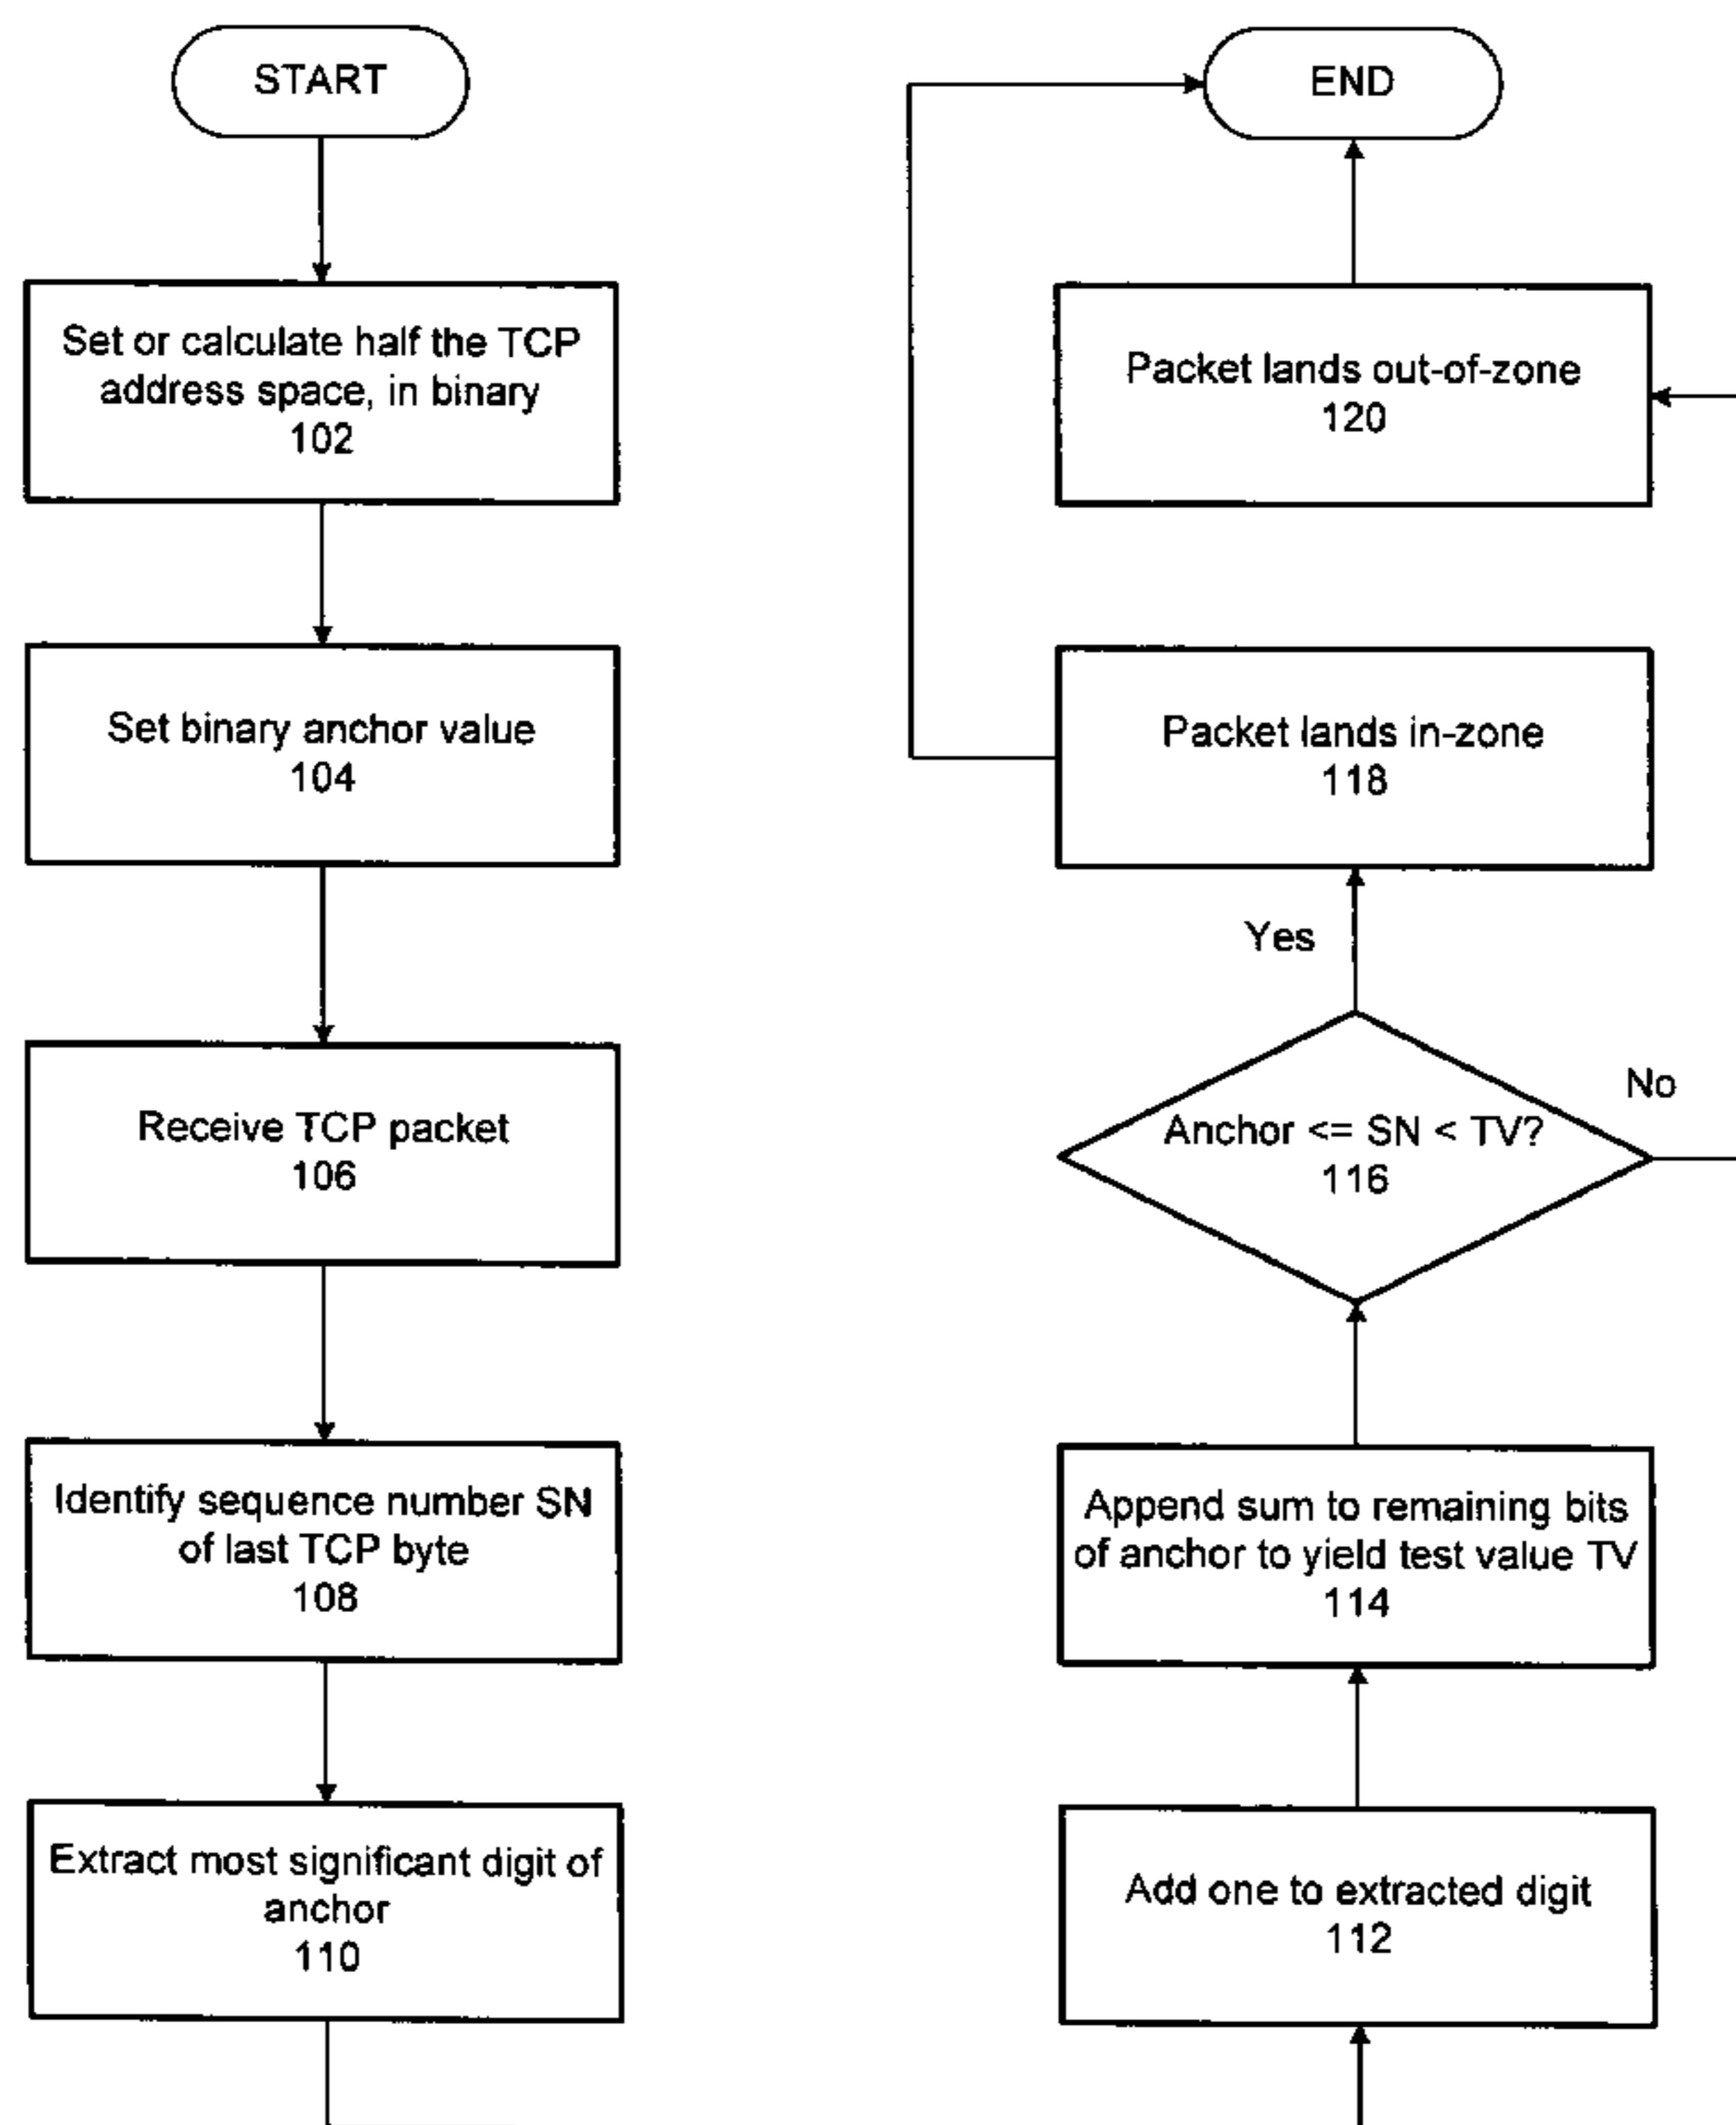 START
Set or calculate half the TCP
address space, in binary
102
Set binary anchor value
104
Receive TCP packet
106
Identify sequence number SN
of last TCP byte
108
Extract most significant digit of
anchor
110
Add one to extracted digit
112
Append sum to remaining bits
of anchor to yield test value TV
114
Anchor <= SN < TV?
116
Yes
No
Packet lands in-zone
118
Packet lands out-of-zone
120
END